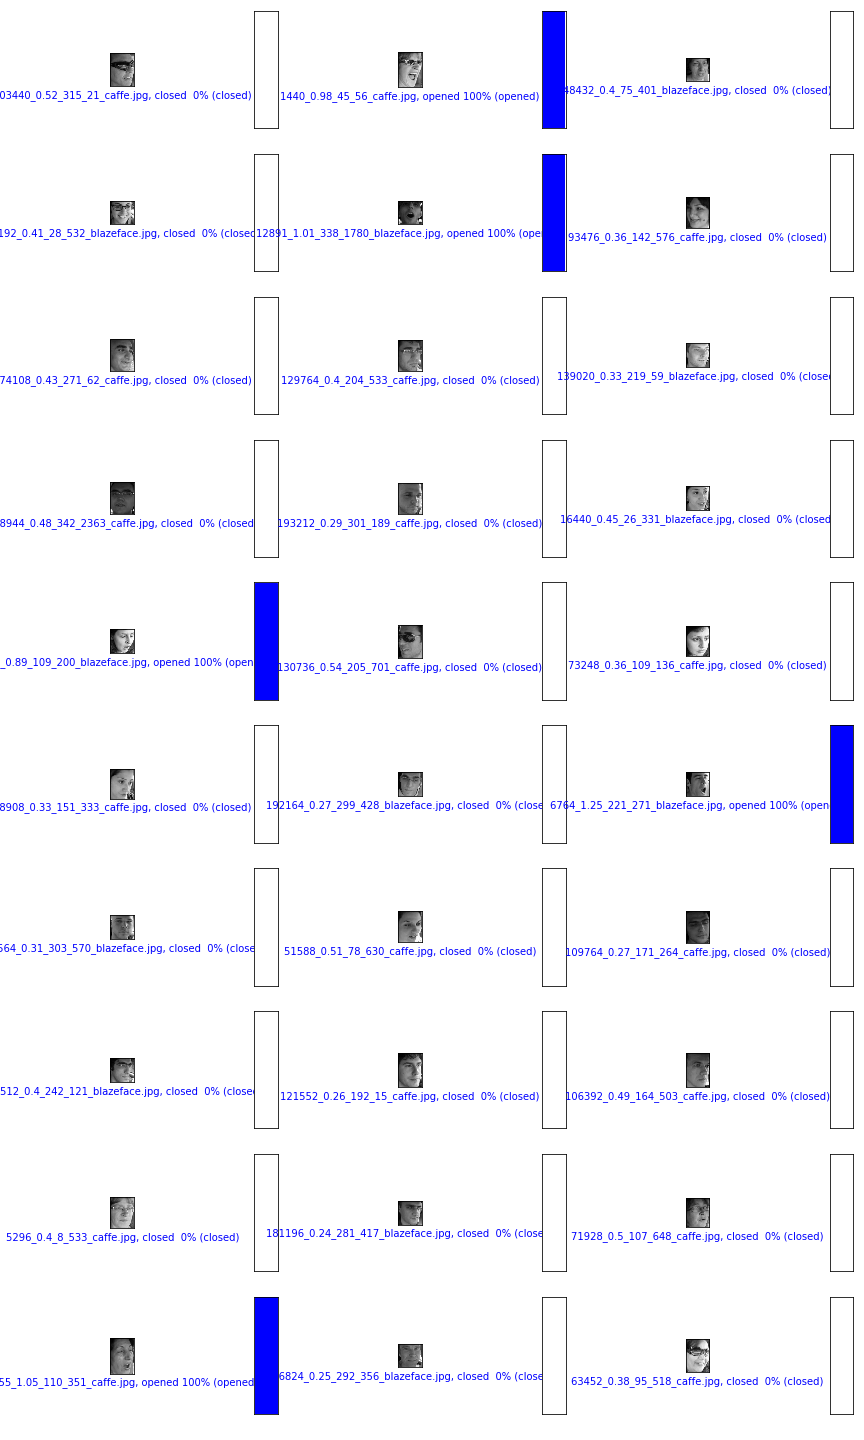 03440_0.52_315_21_caffe.jpg, closed 0% (closed)
1440_0.98_45_56_caffe.jpg, opened 100% (opened)
48432_0.4_75_401_blazeface.jpg, closed 0% (closed)
192_0.41_28_532_blazeface.jpg, closed 0% (closed
12891_1.01_338_1780_blazeface.jpg, opened 100% (ope
93476_0.36_142_576_caffe.jpg, closed 0% (closed)
74108_0.43_271_62_caffe.jpg, closed 0% (closed)
129764_0.4_204_533_caffe.jpg, closed 0% (closed)
139020_0.33_219_59_blazeface.jpg, closed 0% (close
8944_0.48_342_2363_caffe.jpg, closed 0% (closed
193212_0.29_301_189_caffe.jpg, closed 0% (closed)
16440_0.45_26_331_blazeface.jpg, closed 0% (closed
_0.89_109_200_blazeface.jpg, opened 100% (open
130736_0.54_205_701_caffe.jpg, closed 0% (closed)
73248_0.36_109_136_caffe.jpg, closed 0% (closed)
8908_0.33_151_333_caffe.jpg, closed 0% (closed)
192164_0.27_299_428_blazeface.jpg, closed 0% (close
6764_1.25_221_271_blazeface.jpg, opened 100% (open
564_0.31_303_570_blazeface.jpg, closed 0% (close
51588_0.51_78_630_caffe.jpg, closed 0% (closed)
109764_0.27_171_264_caffe.jpg, closed 0% (closed)
512_0.4_242_121_blazeface.jpg, closed 0% (close
121552_0.26_192_15_caffe.jpg, closed 0% (closed)
106392_0.49_164_503_caffe.jpg, closed 0% (closed)
5296_0.4_8_533_caffe.jpg, closed 0% (closed)
181196_0.24_281_417_blazeface.jpg, closed 0% (close
71928_0.5_107_648_caffe.jpg, closed 0% (closed)
55_1.05_110_351_caffe.jpg, opened 100% (opened
6824_0.25_292_356_blazeface.jpg, closed 0% (close
63452_0.38_95_518_caffe.jpg, closed 0% (closed)